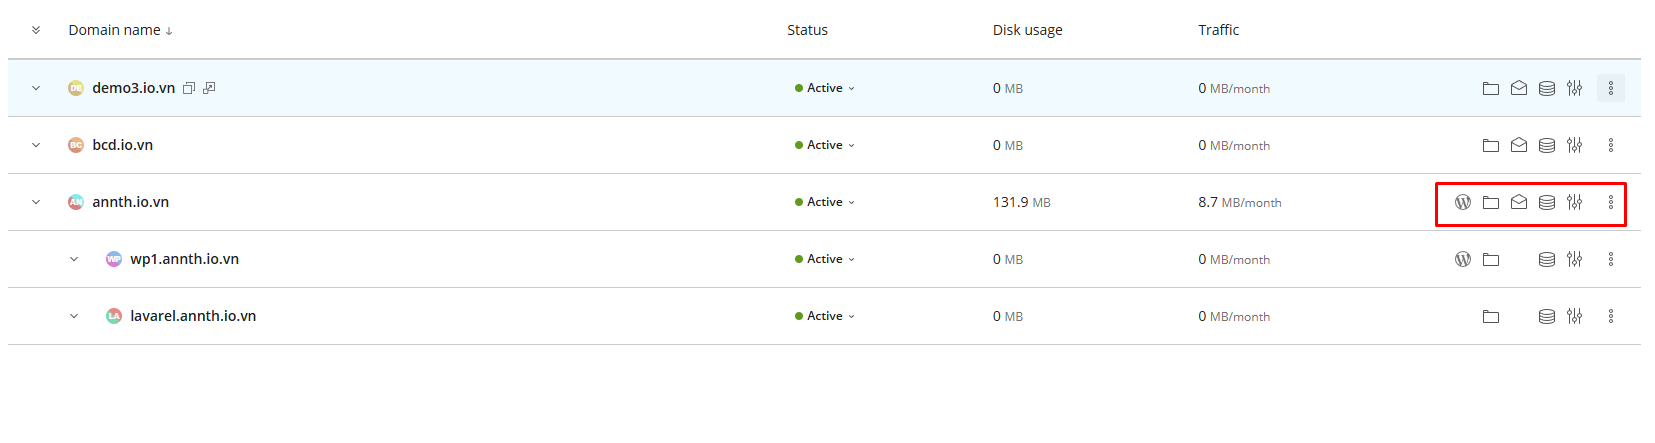 Domain name ↓ Status Disk usage Traffic
DE demo3.io.vn Active 0 MB 0 MB/month
BC bcd.io.vn Active 0 MB 0 MB/month
AN annth.io.vn Active 131.9 MB 8.7 MB/month
WP wp1.annth.io.vn Active 0 MB 0 MB/month
LA lavarel.annth.io.vn Active 0 MB 0 MB/month